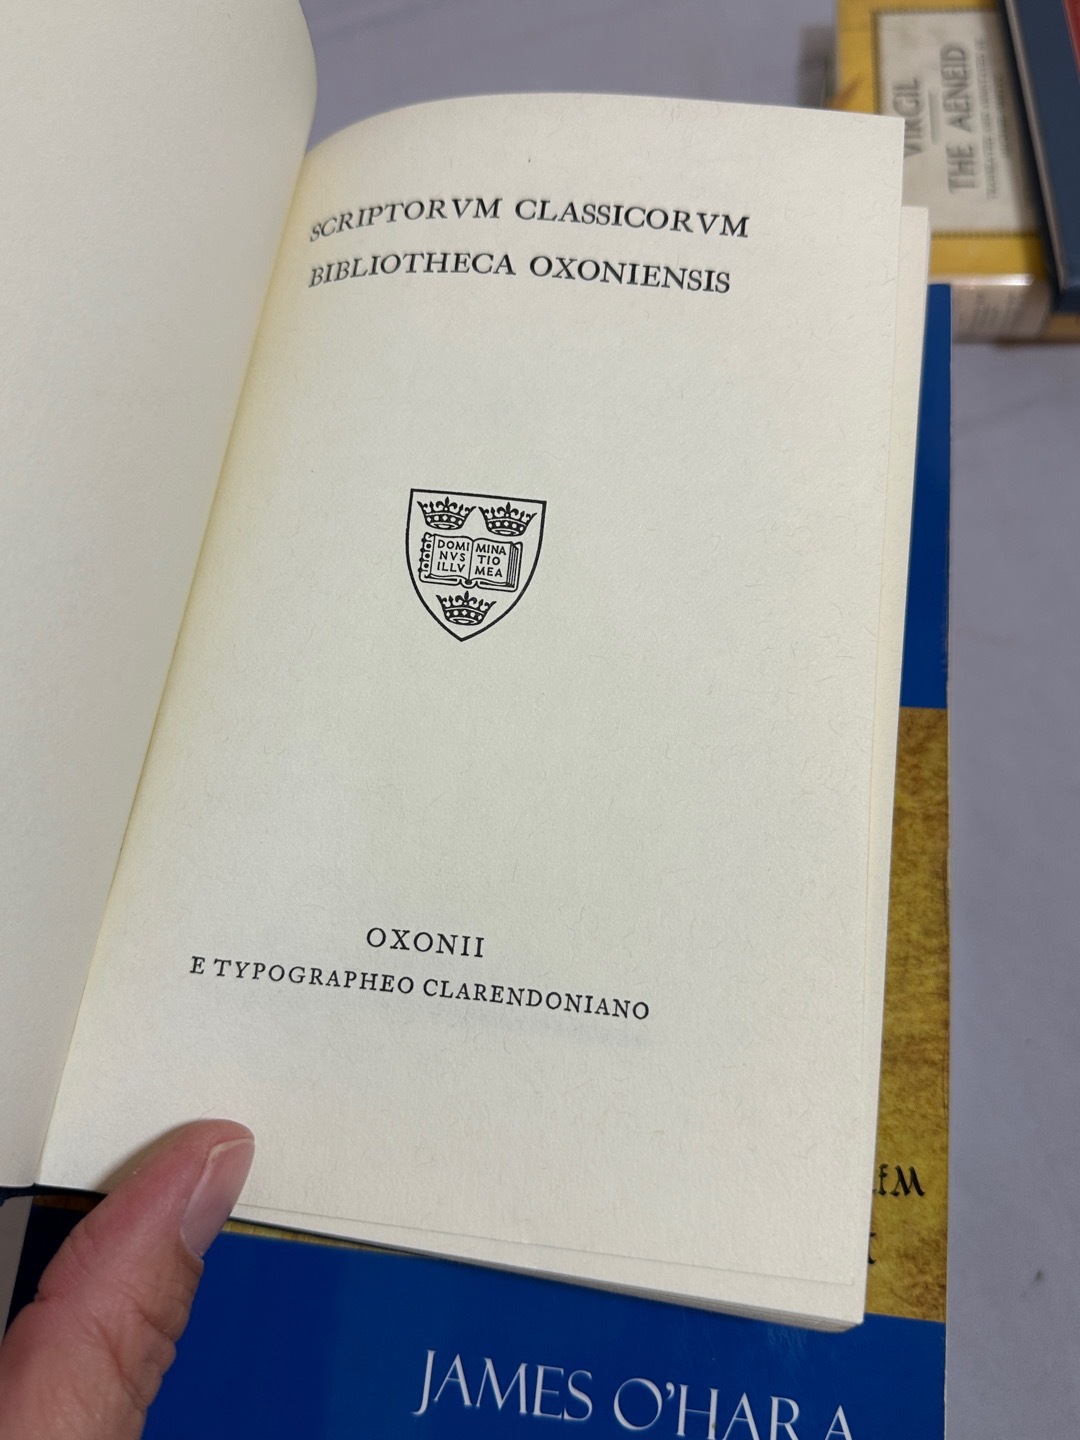 SCRIPTORVM CLASSICORVM
BIBLIOTHECA OXONIENSIS
DOMI MINA
NVS TIO
ILLV MEA
OXONII
E TYPOGRAPHEO CLARENDONIANO
VIRGIL
THE AENEID
JAMES O'HARA